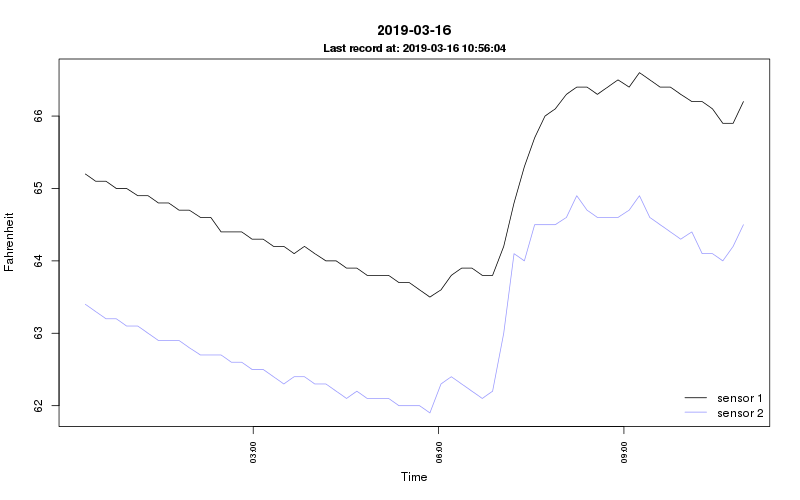 2019-03-16
Last record at: 2019-03-16 10:56:04
Fahrenheit
66
65
64
63
62
sensor 1
sensor 2
03:00
06:00
09:00
Time